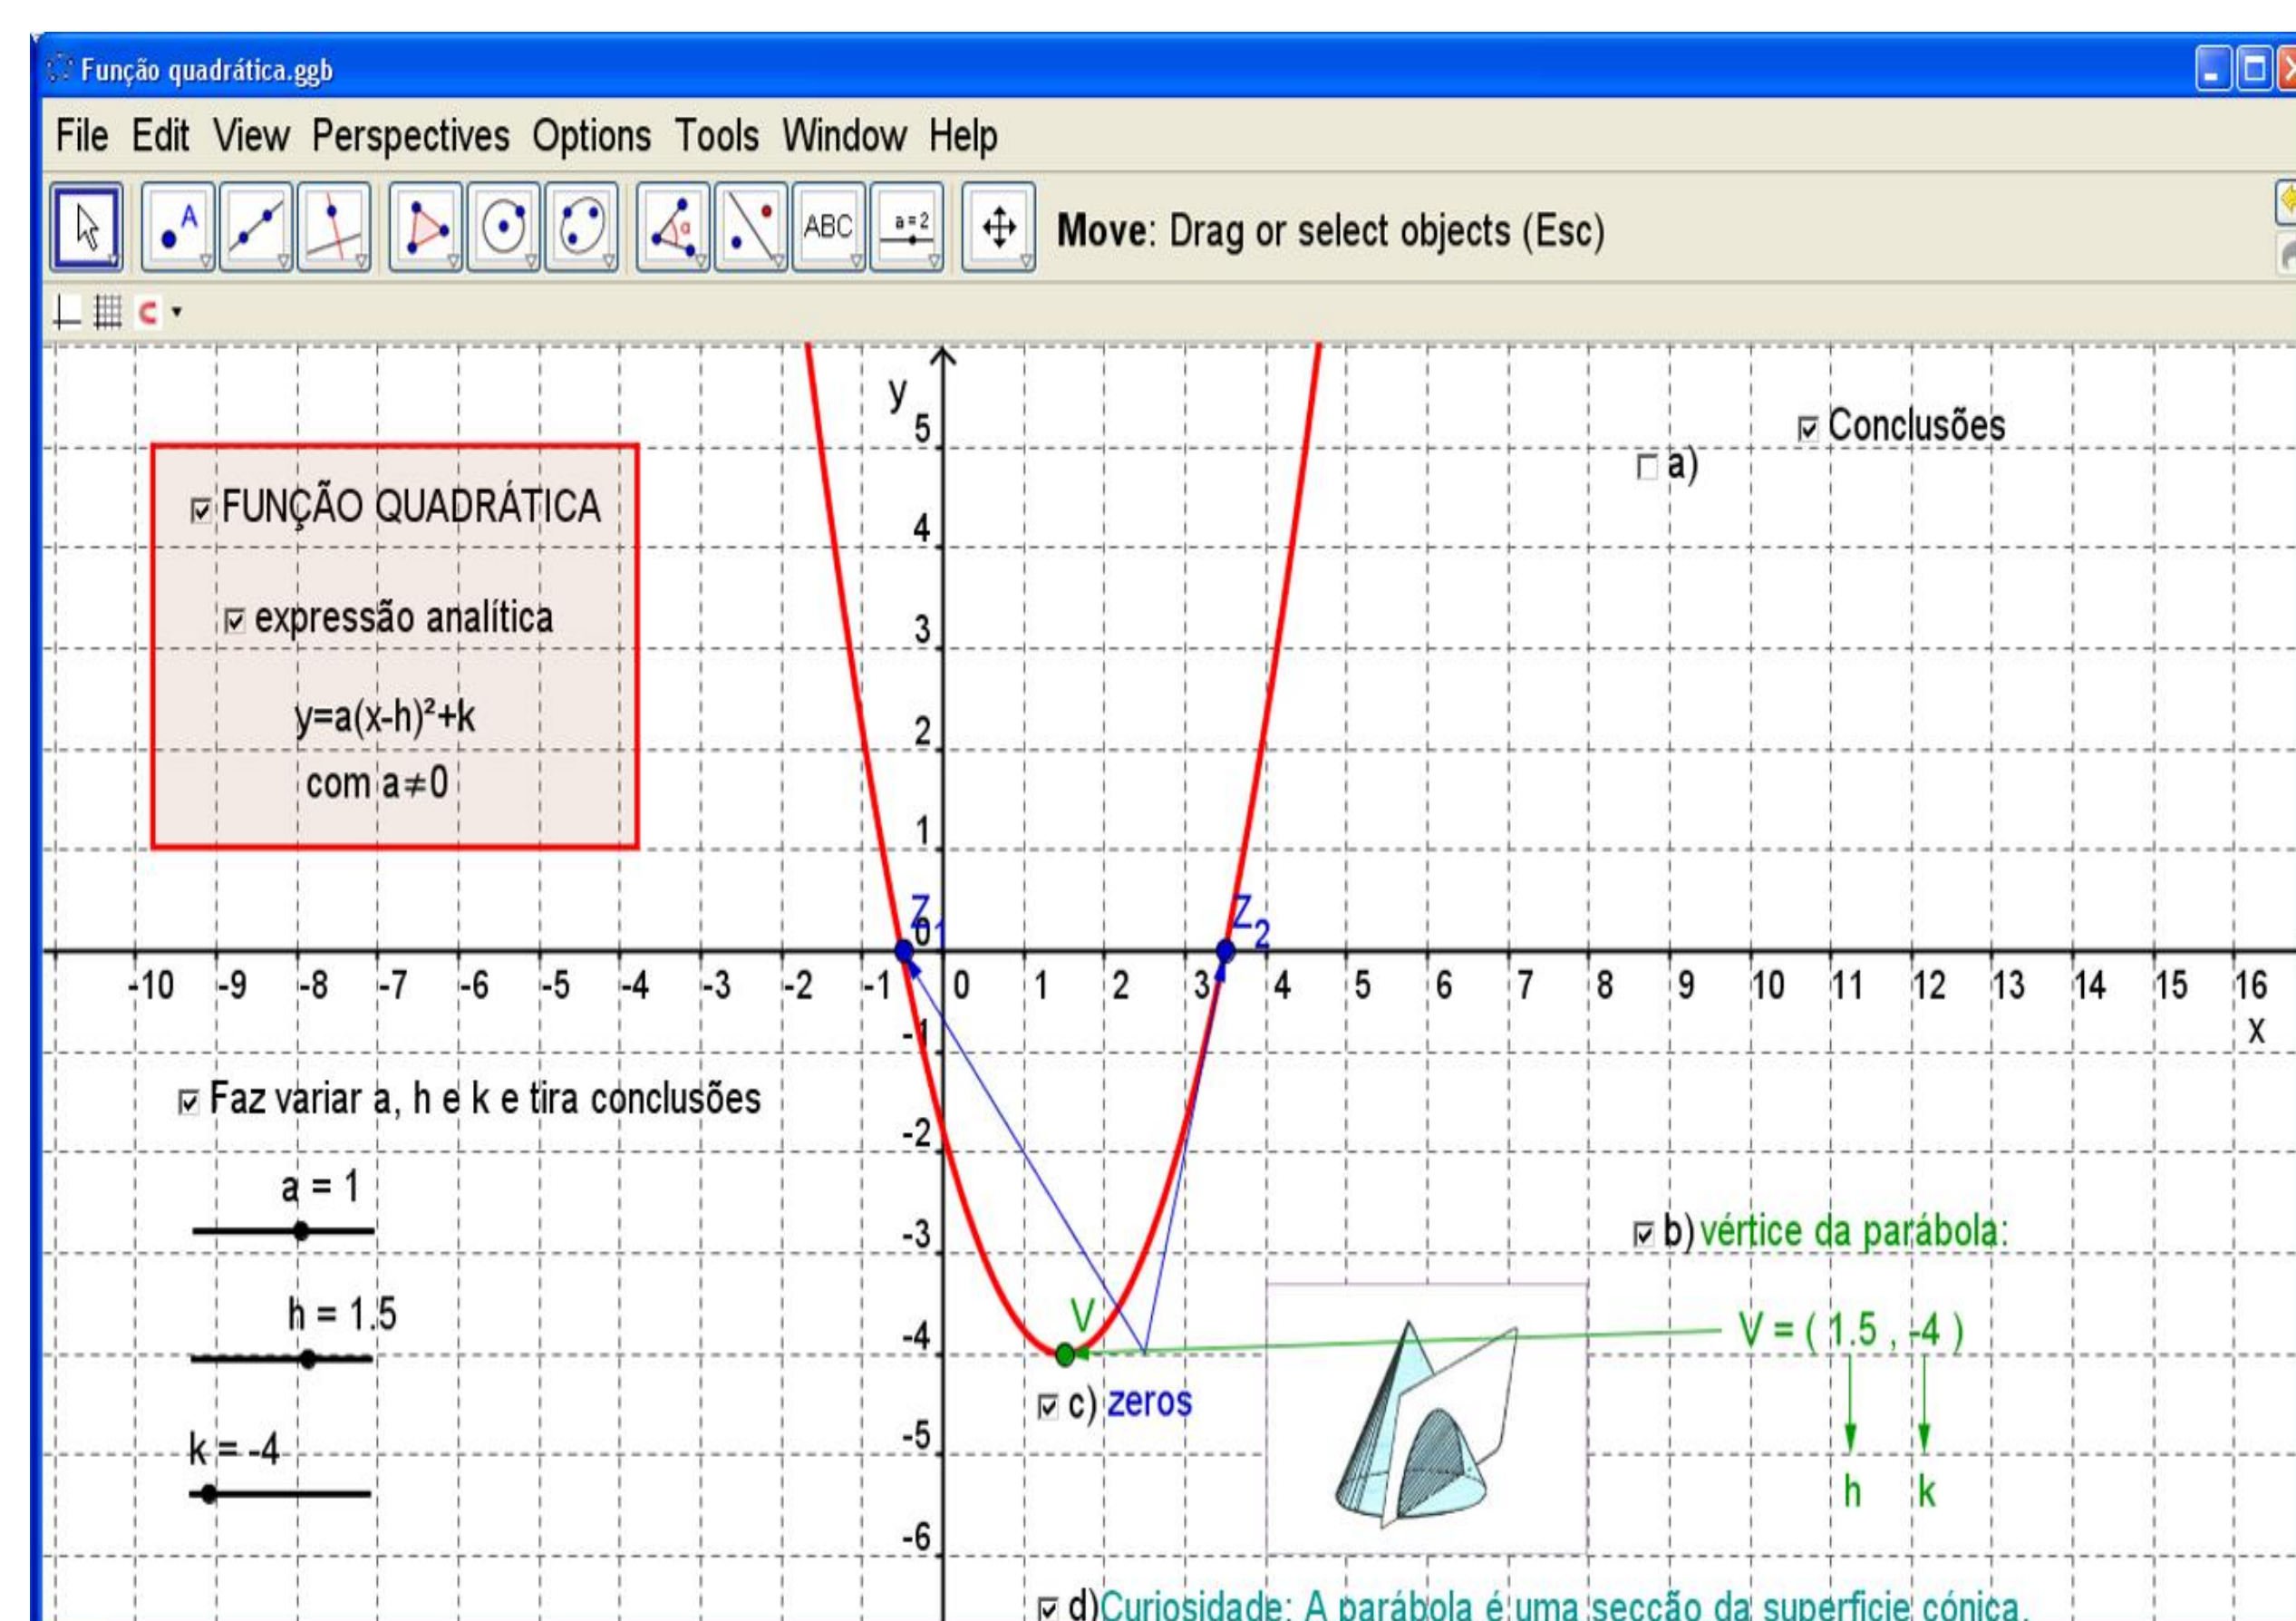 Função quadrática.ggb
File Edit View Perspectives Options Tools Window Help
A
α
ABC
a = 2
Move: Drag or select objects (Esc)
y
5
4
3
2
1
0
Conclusões
a)
FUNÇÃO QUADRÁTICA
expressão analítica
y=a(x-h)²+k
com a≠0
Z1
Z2
-10 -9 -8 -7 -6 -5 -4 -3 -2 -1 0 1 2 3 4 5 6 7 8 9 10 11 12 13 14 15 16
x
-1
-2
-3
-4
-5
-6
Faz variar a, h e k e tira conclusões
a = 1
h = 1.5
k = -4
V
b) vértice da parábola:
V = ( 1.5 , -4 )
h k
c) zeros
d) Curiosidade: A parábola é uma secção da superficie cónica.